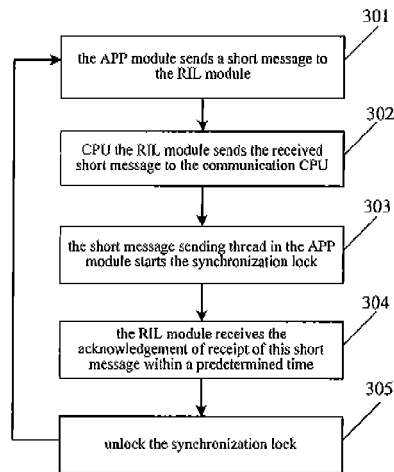 301
the APP module sends a short message to
the RIL module
302
CPU the RIL module sends the received
short message to the communication CPU
303
the short message sending thread in the APP
module starts the synchronization lock
304
the RIL module receives the
acknowledgement of receipt of this short
message within a predetermined time
305
unlock the synchronization lock